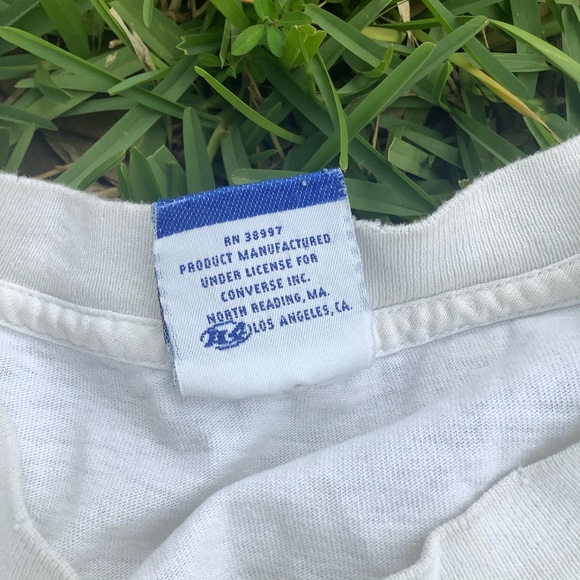 RN 38997
PRODUCT MANUFACTURED
UNDER LICENSE FOR
CONVERSE INC.
NORTH READING, MA.
LOS ANGELES, CA.